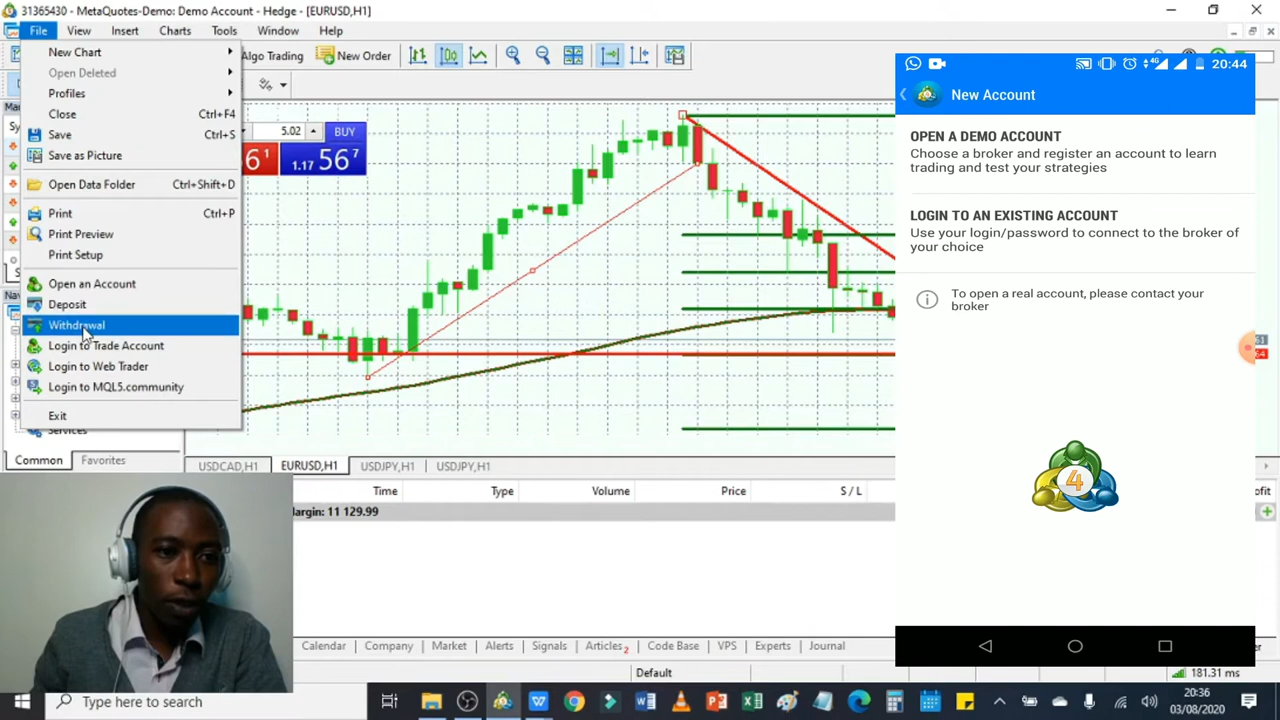 31365430 - MetaQuotes-Demo: Demo Account - Hedge - [EURUSD,H1]
File View Insert Charts Tools Window Help
New Chart
Open Deleted
Profiles
Close Ctrl+F4
Save Ctrl+S
Save as Picture
Open Data Folder Ctrl+Shift+D
Print Ctrl+P
Print Preview
Print Setup
Open an Account
Deposit
Withdrawal
Login to Trade Account
Login to Web Trader
Login to MQL5.community
Exit
Services
Common Favorites
Algo Trading New Order
5.02 BUY
61 1.17 56 7
USDCAD,H1 EURUSD,H1 USDJPY,H1 USDJPY,H1
Time Type Volume Price S / L
Margin: 11 129.99
Calendar Company Market Alerts Signals Articles 2 Code Base VPS Experts Journal
Default
181.31 ms
4G 20:44
New Account
OPEN A DEMO ACCOUNT
Choose a broker and register an account to learn
trading and test your strategies
LOGIN TO AN EXISTING ACCOUNT
Use your login/password to connect to the broker of
your choice
To open a real account, please contact your
broker
4
61
64
Type here to search
20:36
03/08/2020